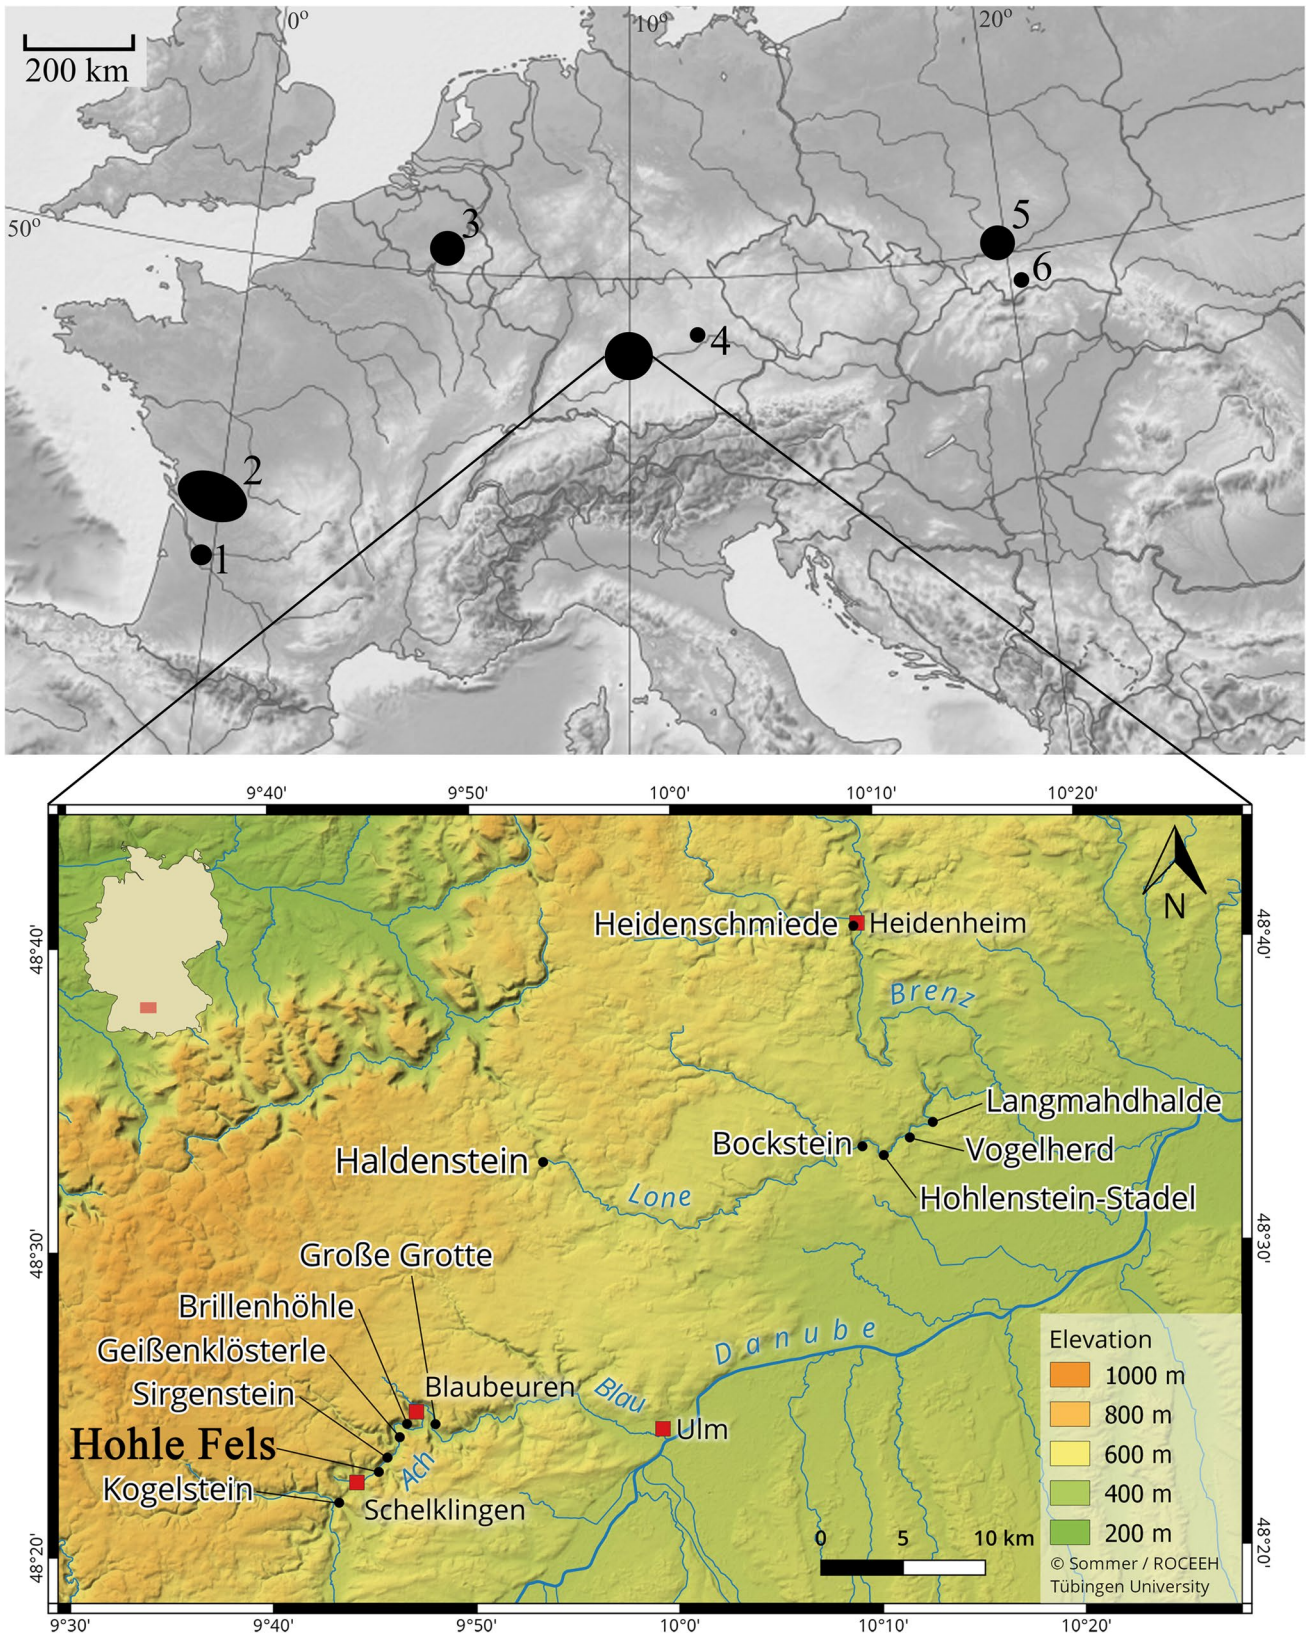 0°
10°
20°
200 km
50°
3
5
6
4
2
1
9°40'
9°50'
10°0'
10°10'
10°20'
N
48°40'
48°40'
Heidenschmiede
Heidenheim
Brenz
Langmahdhalde
Bockstein
Vogelherd
Haldenstein
Hohlenstein-Stadel
Lone
48°30'
48°30'
Große Grotte
Brillenhöhle
Geißenklösterle
Danube
Sirgenstein
Blaubeuren
Blau
Hohle Fels
Ulm
Ach
Kogelstein
Schelklingen
Elevation
1000 m
800 m
600 m
400 m
200 m
0 5 10 km
© Sommer / ROCEEH
Tübingen University
48°20'
48°20'
9°30'
9°40'
9°50'
10°0'
10°10'
10°20'